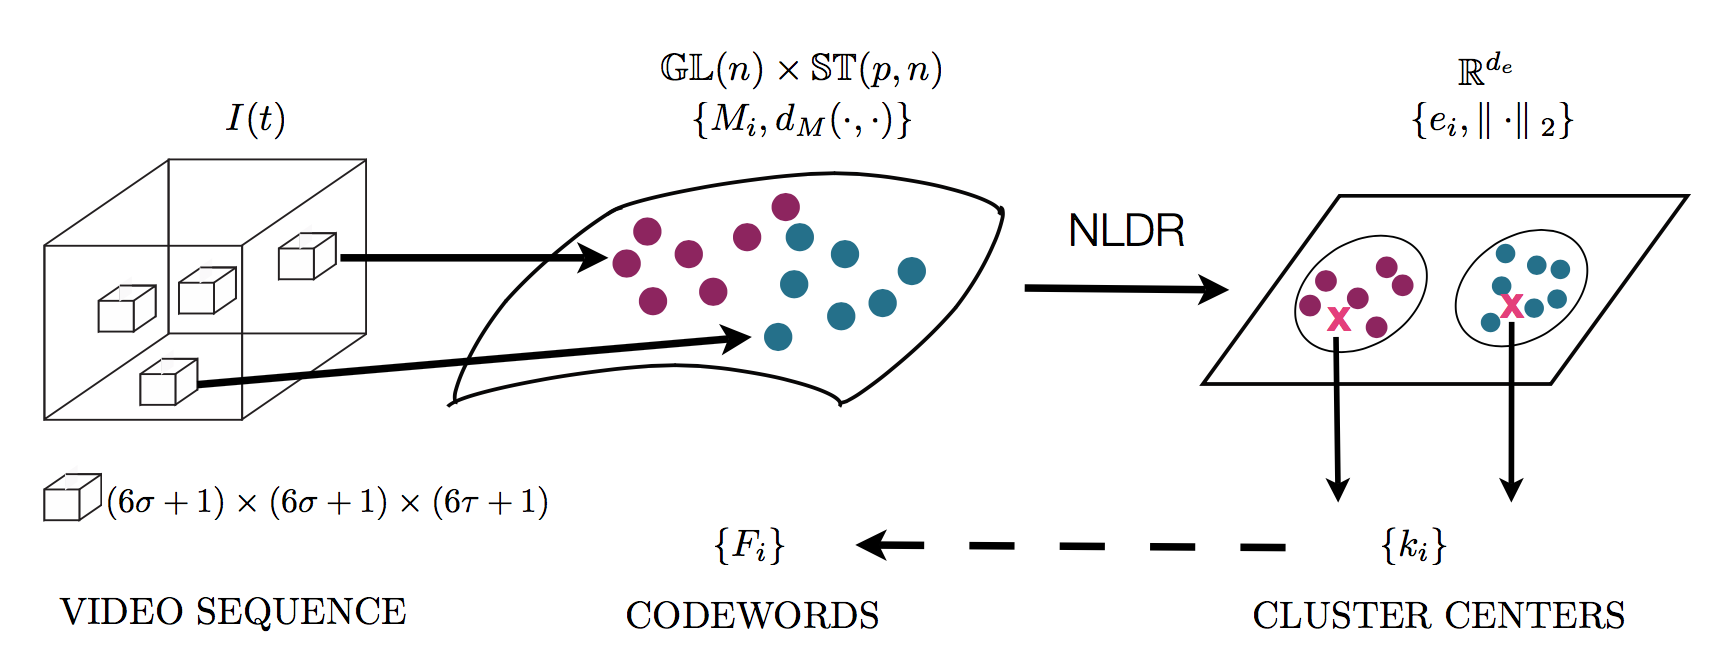 I(t)
𝔾𝕃(n) × 𝕊𝕋(p, n)
{M_i, d_M(·, ·)}
ℝ^{d_e}
{e_i, ‖ ·‖ _2}
NLDR
x
x
(6σ + 1) × (6σ + 1) × (6τ + 1)
{F_i}
{k_i}
VIDEO SEQUENCE
CODEWORDS
CLUSTER CENTERS